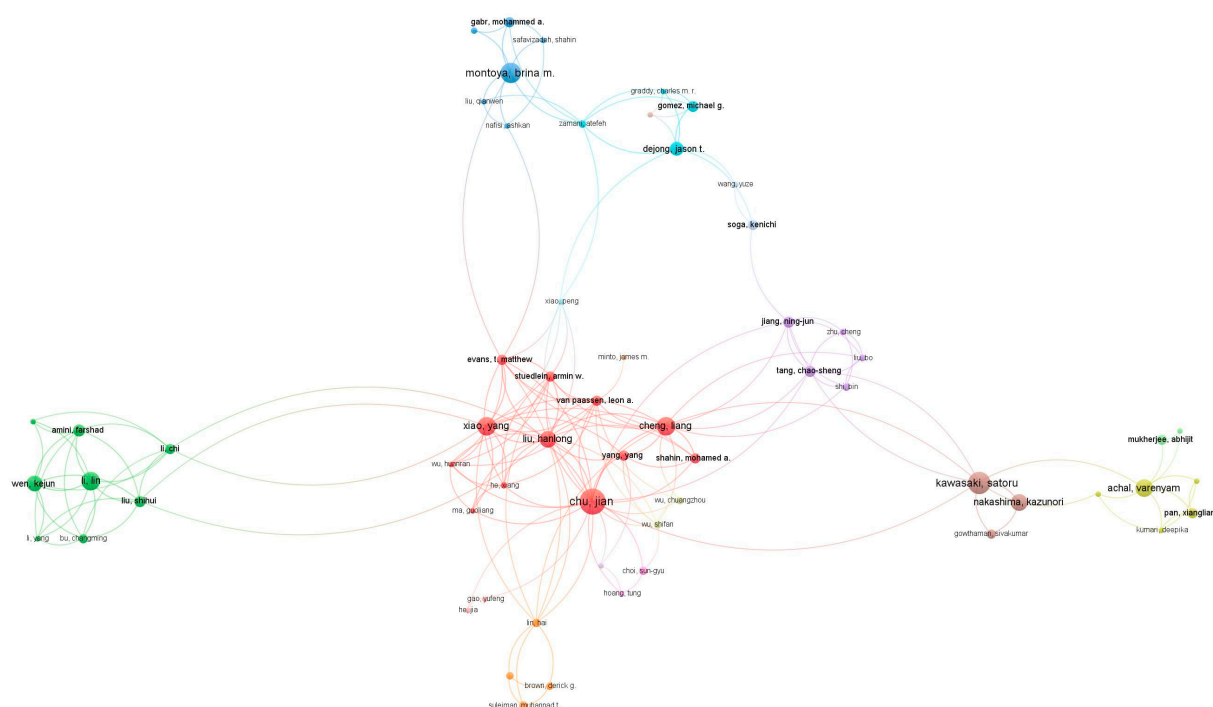 gabr, mohammed a.
safavizadeh, shahin
montoya, brina m.
graddy, charles m. r.
liu, qianwen
gomez, michael g.
nafisi, ashkan
zamani, atefeh
dejong, jason t.
wang, yuze
soga, kenichi
xiao, peng
jiang, ning-jun
zhu, cheng
evans, t. matthew
minto, james m.
liu, bo
tang, chao-sheng
stuedlein, armin w.
shi, bin
van paassen, leon a.
xiao, yang
cheng, liang
amini, farshad
liu, hanlong
mukherjee, abhijit
li, chi
yang, yang
shahin, mohamed a.
wu, huanran
li, lin
wen, kejun
kawasaki, satoru
he, xiang
achal, varenyam
liu, shihui
chu, jian
wu, chuangzhou
nakashima, kazunori
ma, guoliang
pan, xiangliang
wu, shifan
kumari, deepika
gowthaman, sivakumar
li, yang
bu, changming
choi, sun-gyu
hoang, tung
gao, yufeng
he, jia
lin, hai
brown, derick g.
suleiman, muhannad t.